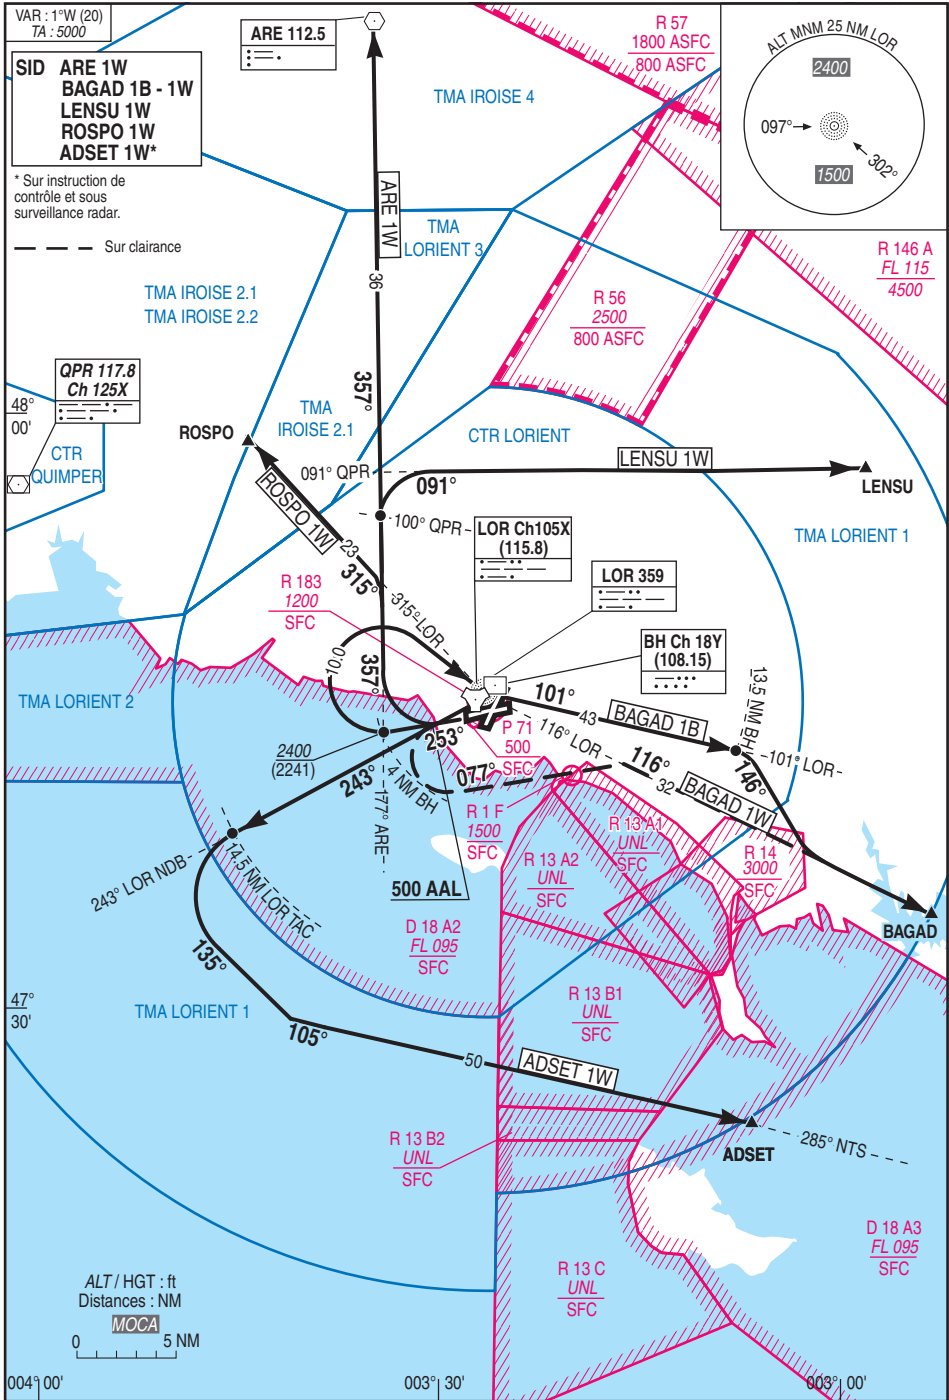 VAR : 1°W (20)
TA : 5000
SID ARE 1W
BAGAD 1B - 1W
LENSU 1W
ROSPO 1W
ADSET 1W*
* Sur instruction de
contrôle et sous
surveillance radar.
Sur clairance
ARE 112.5
R 57
1800 ASFC
800 ASFC
ALT MNM 25 NM LOR
2400
097°
302°
1500
TMA IROISE 4
ARE 1W
TMA
LORIENT 3
R 146 A
FL 115
4500
36
TMA IROISE 2.1
TMA IROISE 2.2
R 56
2500
800 ASFC
QPR 117.8
Ch 125X
48°
00'
357°
TMA
IROISE 2.1
ROSPO
CTR LORIENT
CTR
QUIMPER
091° QPR
091°
LENSU 1W
LENSU
ROSPO 1W
100° QPR
LOR Ch105X
(115.8)
TMA LORIENT 1
23
315°
LOR 359
R 183
1200
SFC
315° LOR
BH Ch 18Y
(108.15)
10.0
357°
13.5 NM BH
TMA LORIENT 2
101°
43
BAGAD 1B
P 71
500
SFC
116° LOR
101° LOR
2400
(2241)
253°
243°
4 NM BH
077°
116°
32
BAGAD 1W
146°
177° ARE
R 1 F
1500
SFC
R 13 A1
UNL
SFC
R 13 A2
UNL
SFC
R 14
3000
SFC
243° LOR NDB
14.5 NM LOR TAC
500 AAL
D 18 A2
FL 095
SFC
BAGAD
135°
47°
30'
TMA LORIENT 1
R 13 B1
UNL
SFC
105°
50
ADSET 1W
R 13 B2
UNL
SFC
ADSET
285° NTS
D 18 A3
FL 095
SFC
R 13 C
UNL
SFC
ALT / HGT : ft
Distances : NM
MOCA
0 5 NM
004° 00'
003° 30'
003° 00'